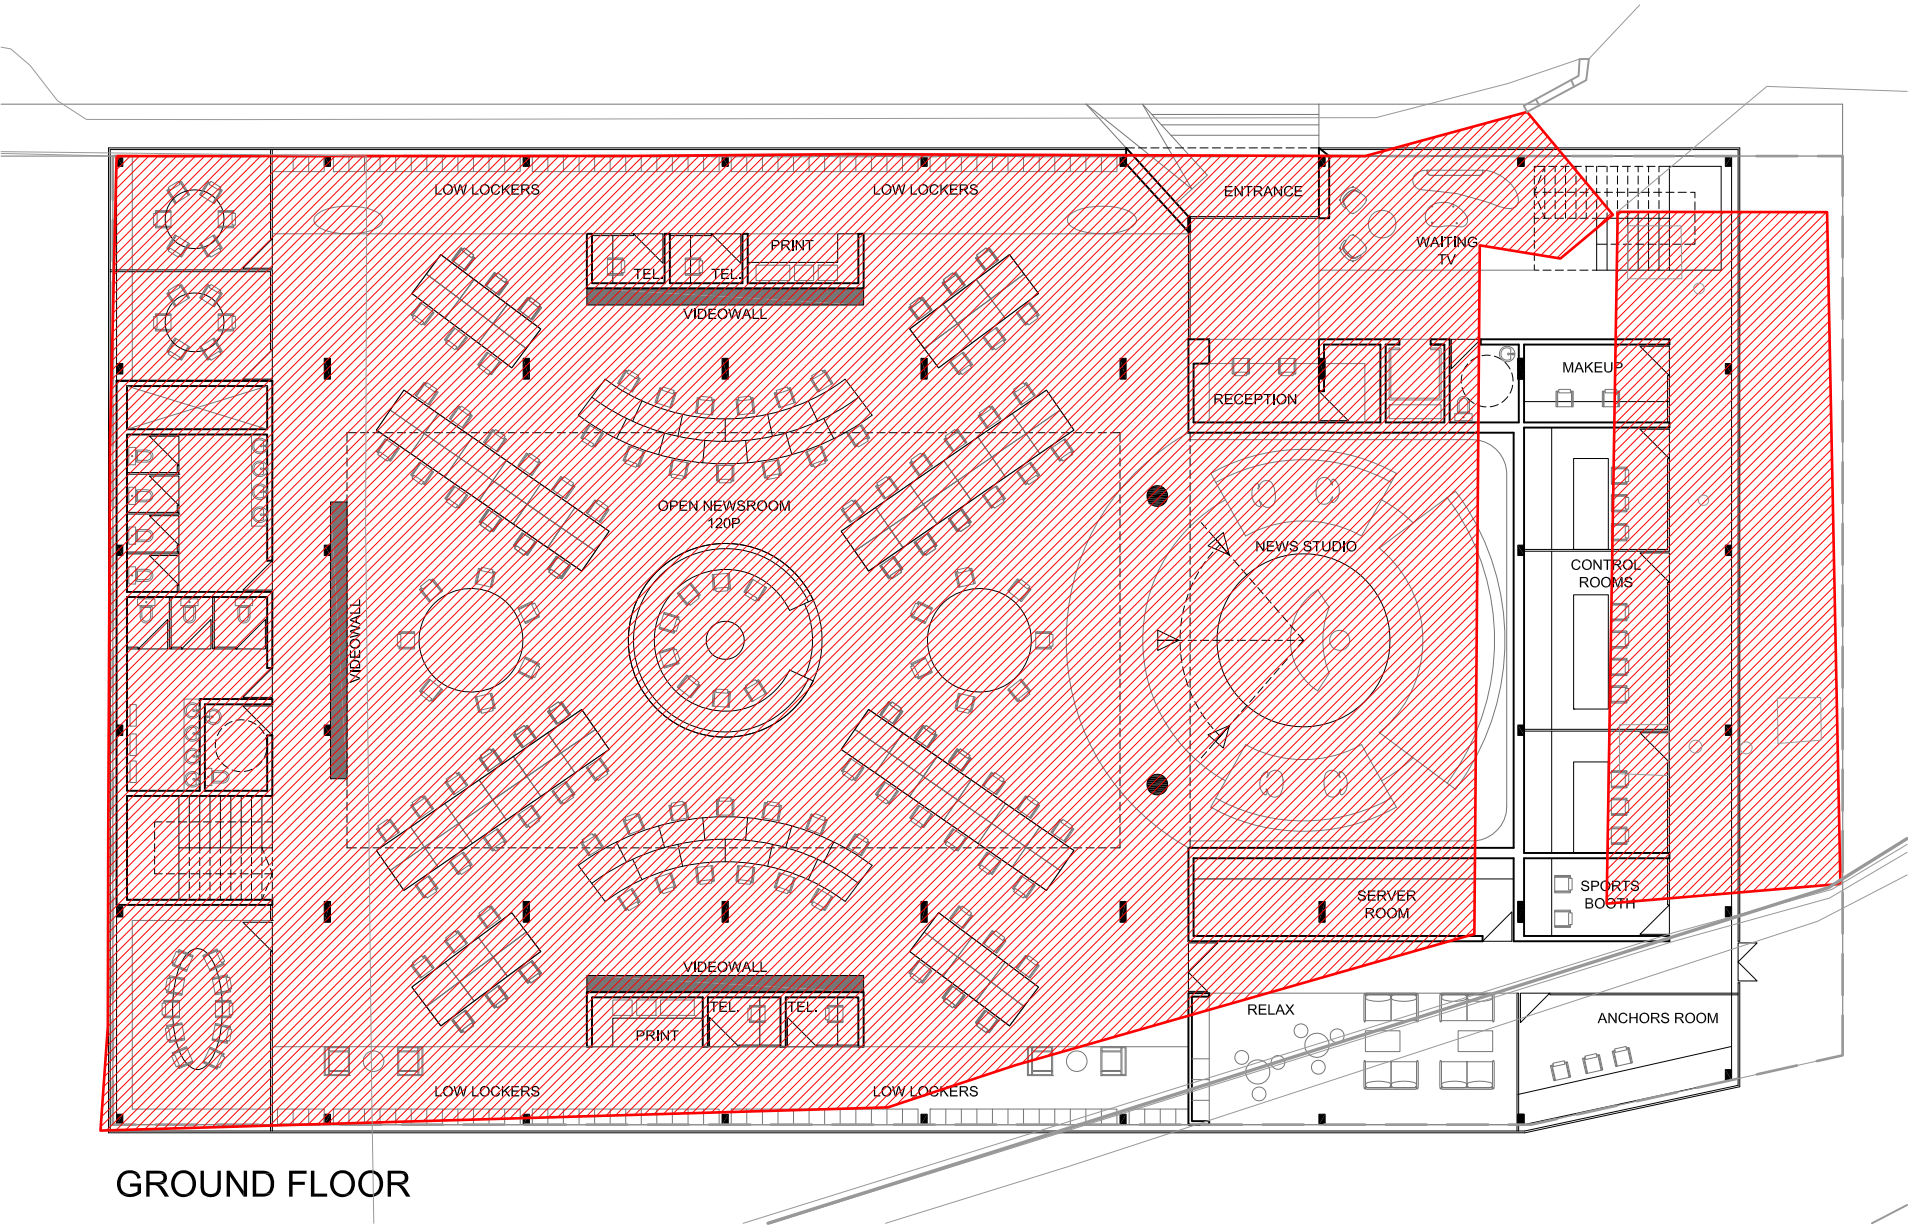 LOW LOCKERS
LOW LOCKERS
ENTRANCE
PRINT
WAITING
TV
TEL.
TEL.
VIDEOWALL
MAKEUP
RECEPTION
OPEN NEWSROOM
120P
NEWS STUDIO
CONTROL
ROOMS
VIDEOWALL
SPORTS
BOOTH
SERVER
ROOM
VIDEOWALL
TEL.
TEL.
PRINT
RELAX
ANCHORS ROOM
LOW LOCKERS
LOW LOCKERS
GROUND FLOOR